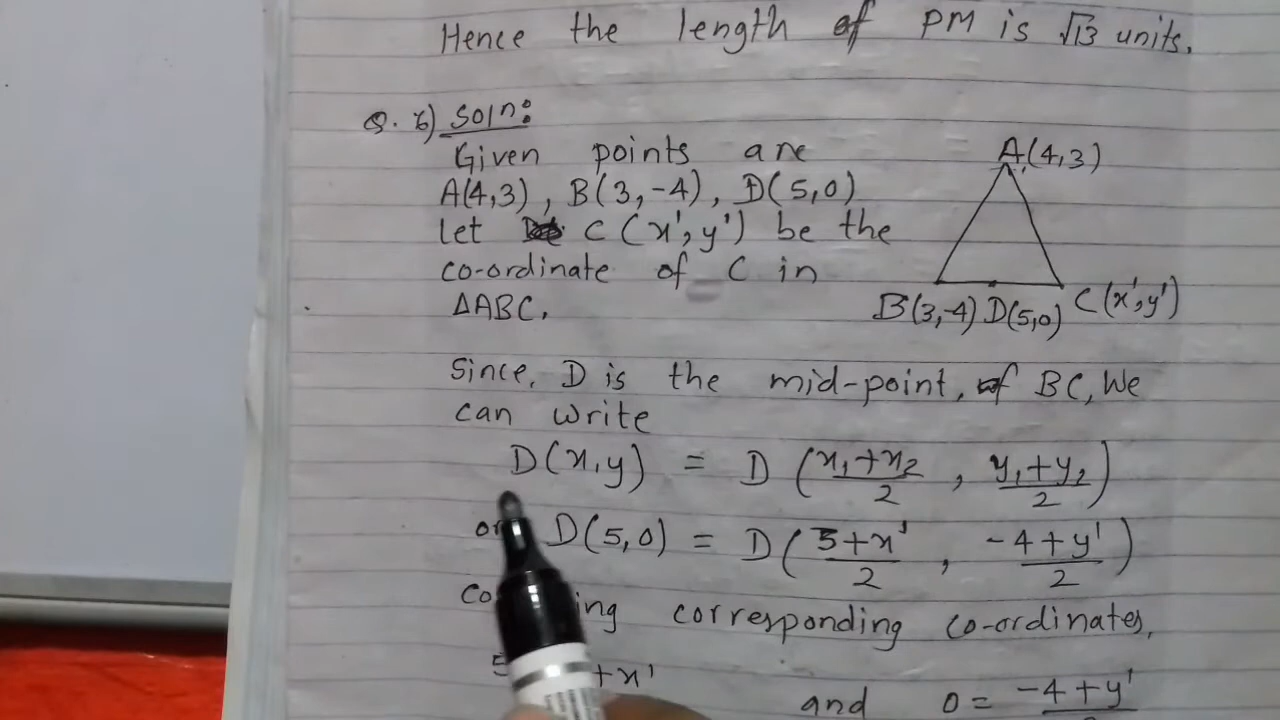 Hence the length of PM is √13 units.
Q. 6) Soln:
Given points are
A(4,3), B(3,-4), D(5,0)
Let C(x',y') be the
co-ordinate of C in
ΔABC.
A(4,3)
B(3,-4) D(5,0) C(x',y')
Since, D is the mid-point, of BC, We
can write
D(x,y) = D (x₁+x₂/2 , y₁+y₂/2)
or D(5,0) = D(3+x'/2 , -4+y'/2)
corresponding co-ordinates,
5 +x' and 0 = -4+y'